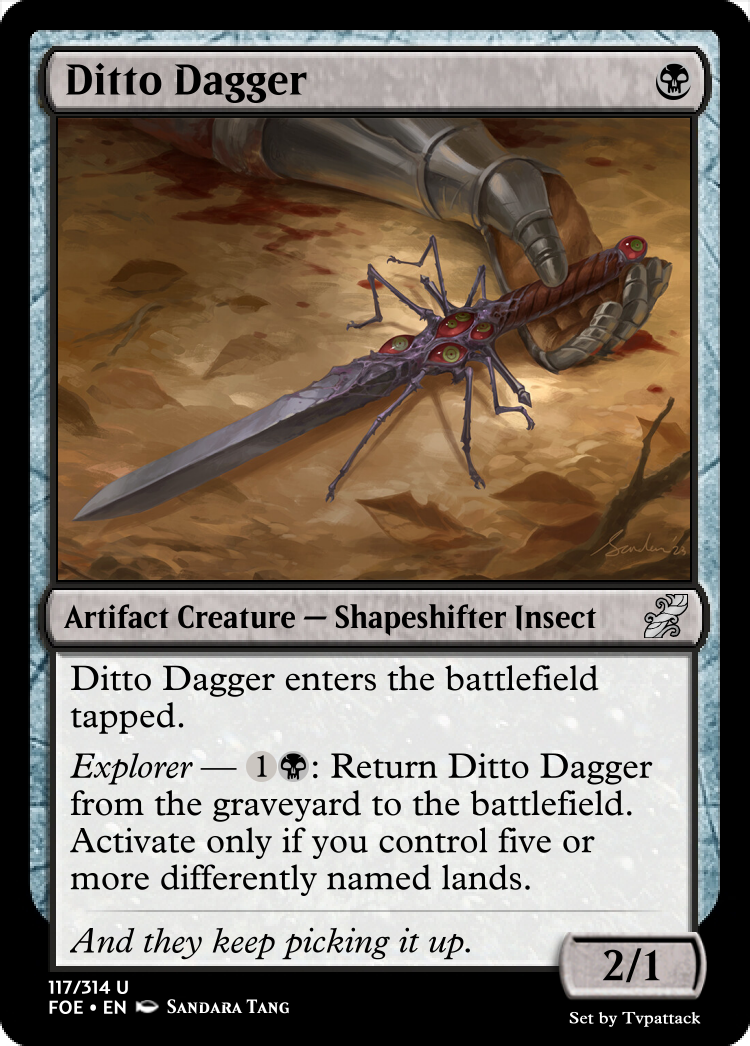 Ditto Dagger
Artifact Creature — Shapeshifter Insect
Ditto Dagger enters the battlefield
tapped.
Explorer — 1: Return Ditto Dagger
from the graveyard to the battlefield.
Activate only if you control five or
more differently named lands.
And they keep picking it up.
2/1
117/314 U
FOE • EN Sandara Tang
Set by Tvpattack